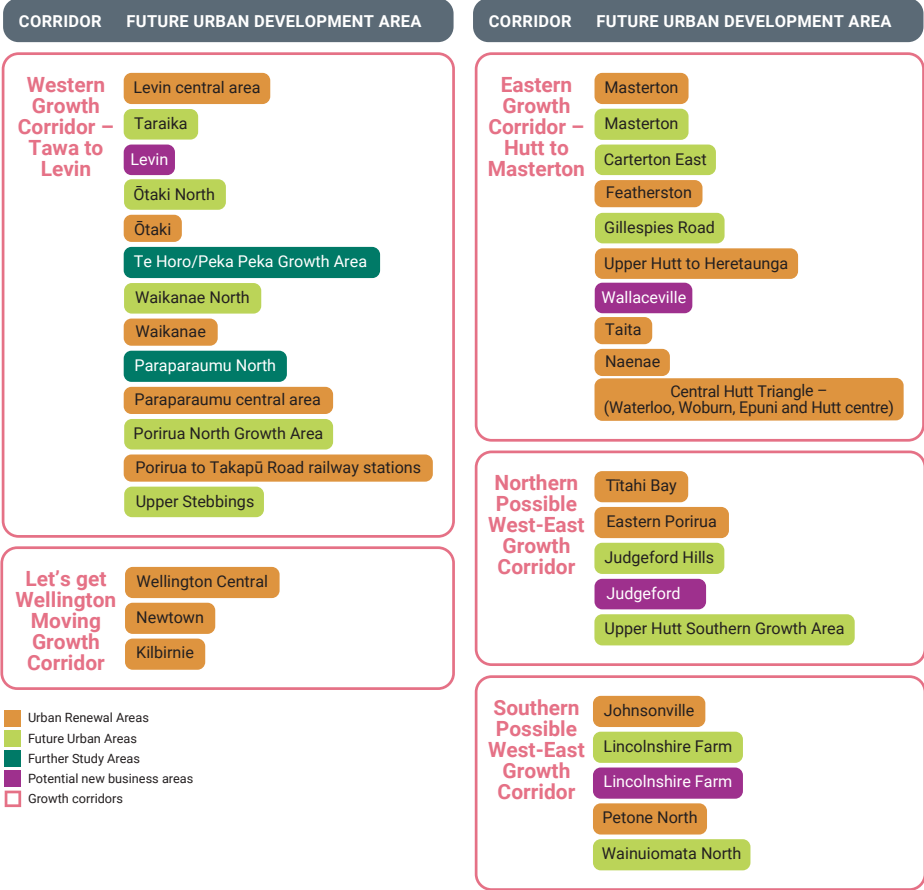 CORRIDOR FUTURE URBAN DEVELOPMENT AREA
Western
Growth
Corridor –
Tawa to
Levin
Levin central area
Taraika
Levin
Ōtaki North
Ōtaki
Te Horo/Peka Peka Growth Area
Waikanae North
Waikanae
Paraparaumu North
Paraparaumu central area
Porirua North Growth Area
Porirua to Takapū Road railway stations
Upper Stebbings
Let’s get
Wellington
Moving
Growth
Corridor
Wellington Central
Newtown
Kilbirnie
Urban Renewal Areas
Future Urban Areas
Further Study Areas
Potential new business areas
Growth corridors
CORRIDOR FUTURE URBAN DEVELOPMENT AREA
Eastern
Growth
Corridor –
Hutt to
Masterton
Masterton
Masterton
Carterton East
Featherston
Gillespies Road
Upper Hutt to Heretaunga
Wallaceville
Taita
Naenae
Central Hutt Triangle –
(Waterloo, Woburn, Epuni and Hutt centre)
Northern
Possible
West-East
Growth
Corridor
Tītahi Bay
Eastern Porirua
Judgeford Hills
Judgeford
Upper Hutt Southern Growth Area
Southern
Possible
West-East
Growth
Corridor
Johnsonville
Lincolnshire Farm
Lincolnshire Farm
Petone North
Wainuiomata North